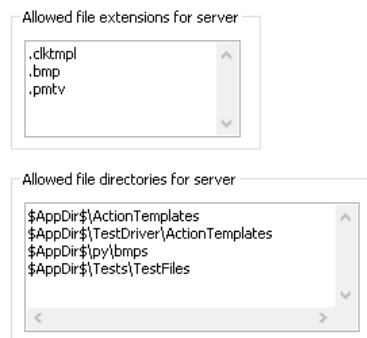 Allowed file extensions for server
.clktmpl
.bmp
.pmtv
Allowed file directories for server
$AppDir$\ActionTemplates
$AppDir$\TestDriver\ActionTemplates
$AppDir$\py\bmps
$AppDir$\Tests\TestFiles